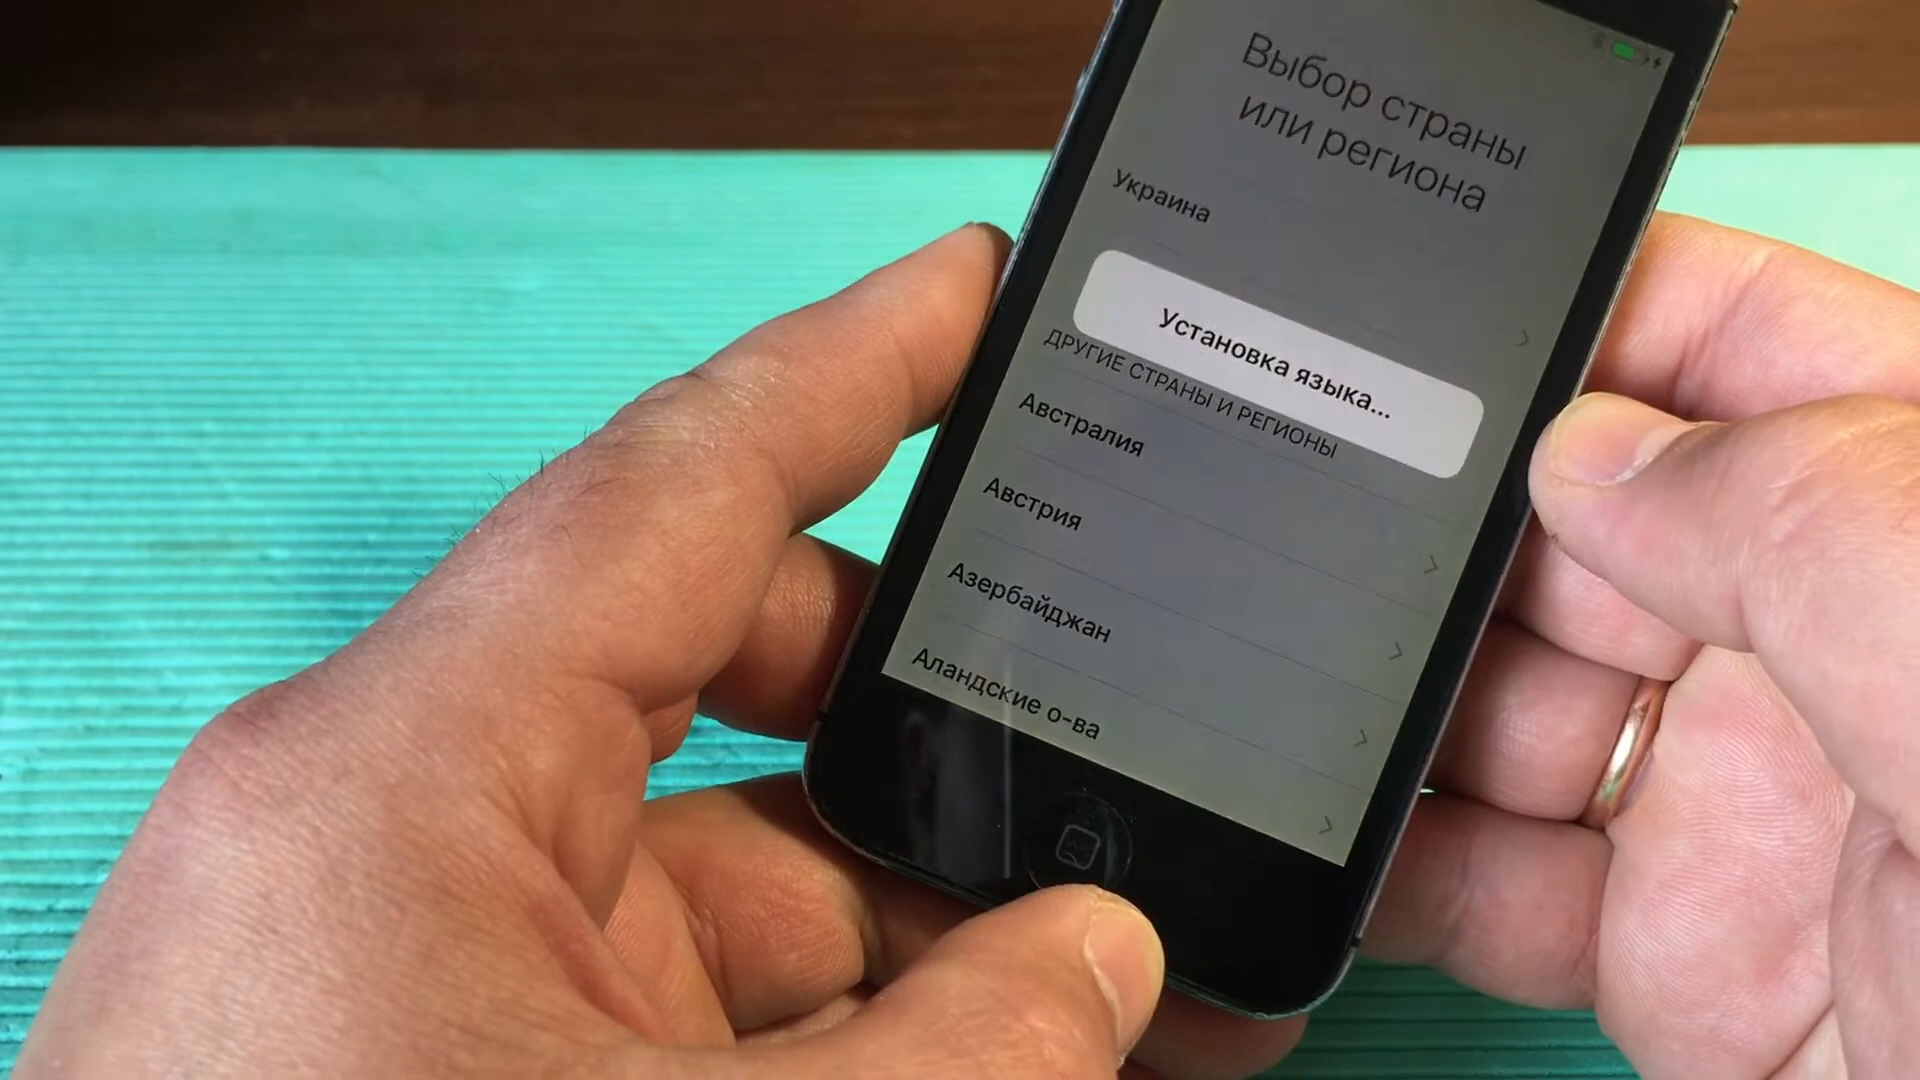 Выбор страны
или региона
Украина
Установка языка...
ДРУГИЕ СТРАНЫ И РЕГИОНЫ
Австралия
Австрия
Азербайджан
Аландские о-ва